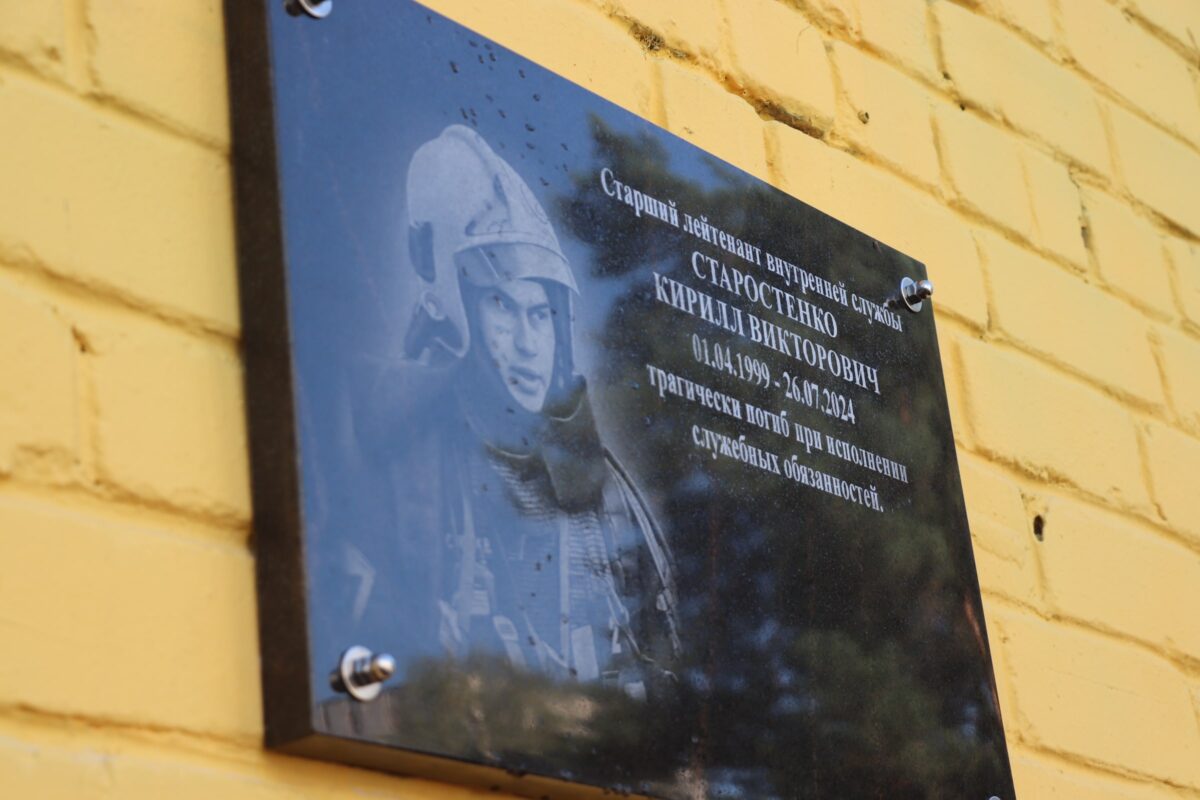 Старший лейтенант внутренней службы
СТАРОСТЕНКО
КИРИЛЛ ВИКТОРОВИЧ
01.04.1999 - 26.07.2024
трагически погиб при исполнении
служебных обязанностей.